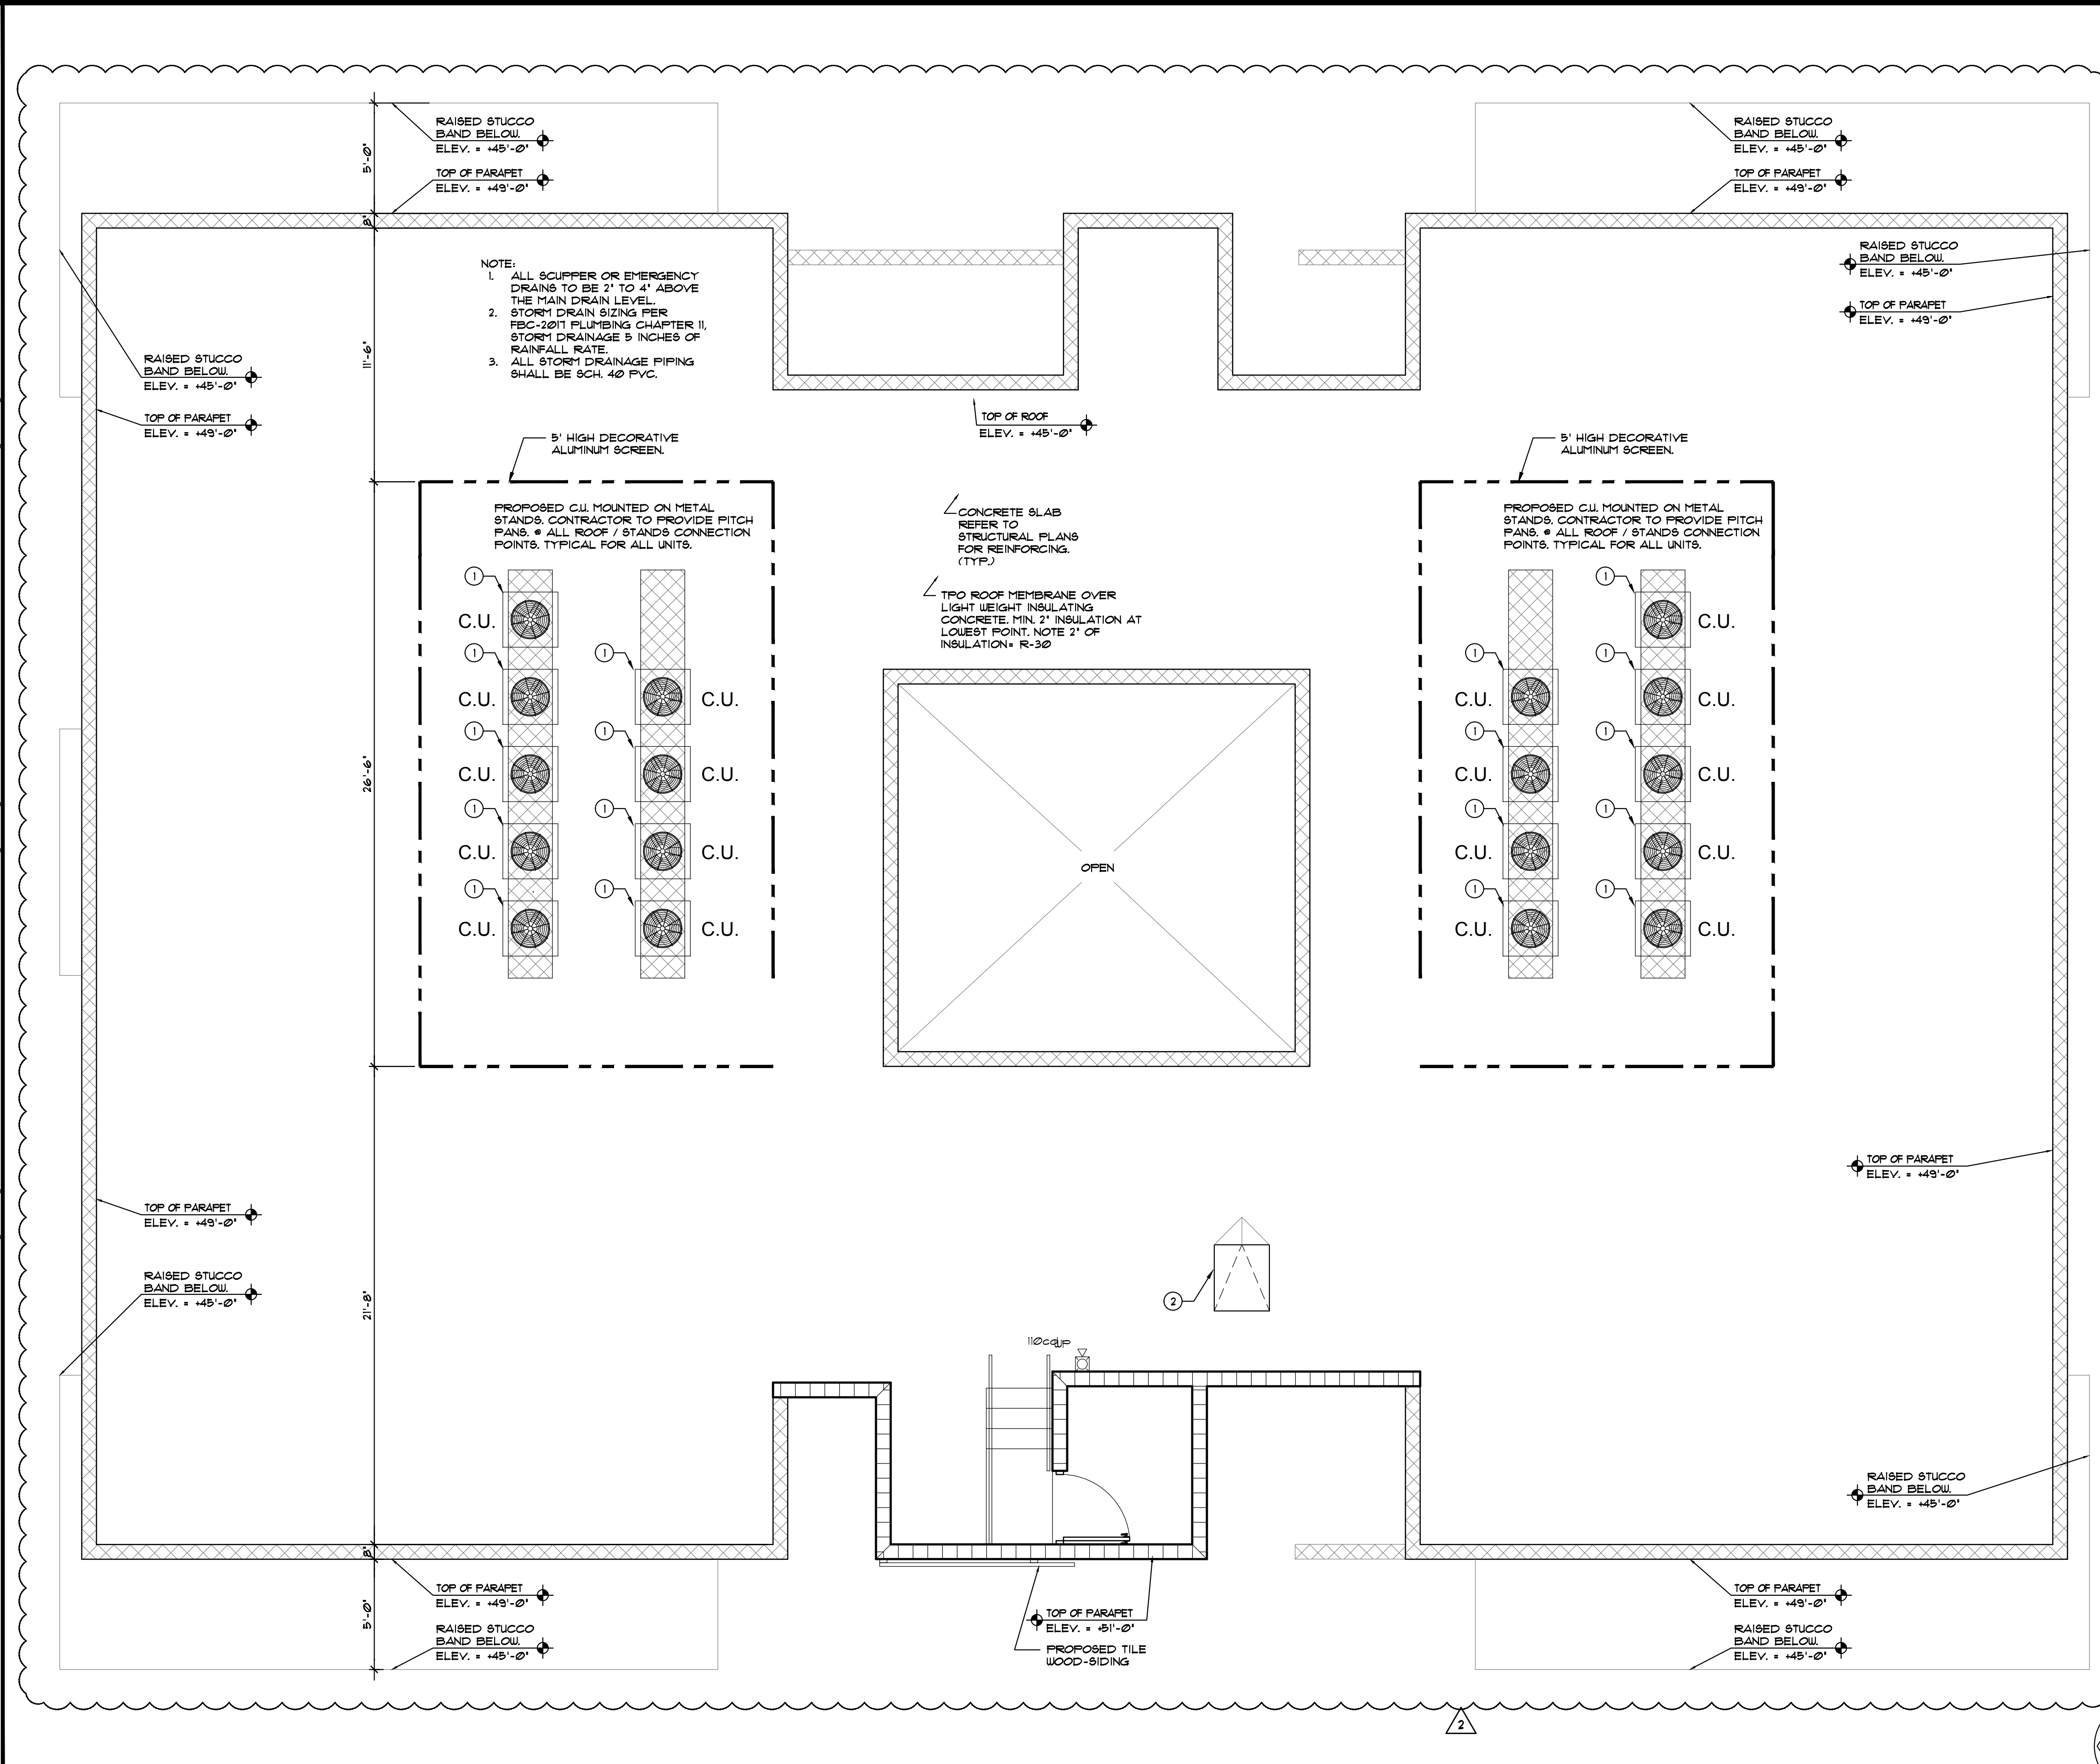 RAISED STUCCO
BAND BELOW.
ELEV. = +45'-0"
TOP OF PARAPET
ELEV. = +49'-0"
RAISED STUCCO
BAND BELOW.
ELEV. = +45'-0"
TOP OF PARAPET
ELEV. = +49'-0"
5'-0"
8"
11'-6"
26'-6"
21'-8"
8"
5'-0"
NOTE:
1. ALL SCUPPER OR EMERGENCY
DRAINS TO BE 2" TO 4" ABOVE
THE MAIN DRAIN LEVEL.
2. STORM DRAIN SIZING PER
FBC-2017 PLUMBING CHAPTER 11,
STORM DRAINAGE 5 INCHES OF
RAINFALL RATE.
3. ALL STORM DRAINAGE PIPING
SHALL BE SCH. 40 PVC.
RAISED STUCCO
BAND BELOW.
ELEV. = +45'-0"
TOP OF PARAPET
ELEV. = +49'-0"
RAISED STUCCO
BAND BELOW.
ELEV. = +45'-0"
TOP OF PARAPET
ELEV. = +49'-0"
TOP OF ROOF
ELEV. = +45'-0"
5' HIGH DECORATIVE
ALUMINUM SCREEN.
5' HIGH DECORATIVE
ALUMINUM SCREEN.
PROPOSED C.U. MOUNTED ON METAL
STANDS. CONTRACTOR TO PROVIDE PITCH
PANS. @ ALL ROOF / STANDS CONNECTION
POINTS. TYPICAL FOR ALL UNITS.
CONCRETE SLAB
REFER TO
STRUCTURAL PLANS
FOR REINFORCING.
(TYP.)
TPO ROOF MEMBRANE OVER
LIGHT WEIGHT INSULATING
CONCRETE. MIN. 2" INSULATION AT
LOWEST POINT. NOTE 2" OF
INSULATION= R-30
PROPOSED C.U. MOUNTED ON METAL
STANDS. CONTRACTOR TO PROVIDE PITCH
PANS. @ ALL ROOF / STANDS CONNECTION
POINTS. TYPICAL FOR ALL UNITS.
1
C.U.
1
C.U.
1
C.U.
1
C.U.
1
C.U.
1
C.U.
1
C.U.
1
C.U.
1
C.U.
OPEN
1
C.U.
1
C.U.
1
C.U.
1
C.U.
1
C.U.
1
C.U.
1
C.U.
1
C.U.
1
C.U.
TOP OF PARAPET
ELEV. = +49'-0"
RAISED STUCCO
BAND BELOW.
ELEV. = +45'-0"
TOP OF PARAPET
ELEV. = +49'-0"
2
RAISED STUCCO
BAND BELOW.
ELEV. = +45'-0"
TOP OF PARAPET
ELEV. = +49'-0"
RAISED STUCCO
BAND BELOW.
ELEV. = +45'-0"
TOP OF PARAPET
ELEV. = +51'-0"
PROPOSED TILE
WOOD-SIDING
TOP OF PARAPET
ELEV. = +49'-0"
RAISED STUCCO
BAND BELOW.
ELEV. = +45'-0"
2